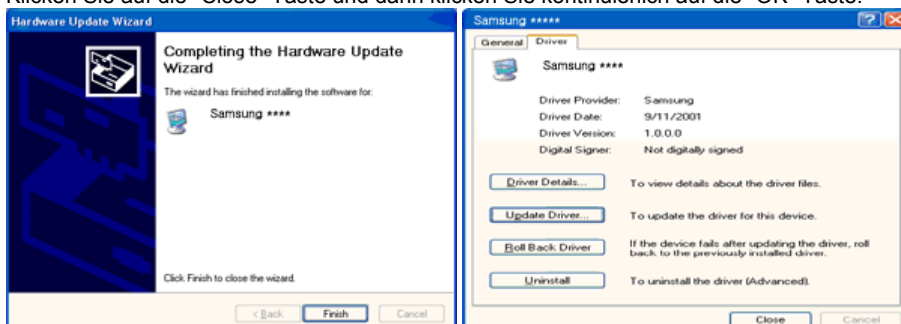 Klicken Sie auf die "Close"-Taste und dann klicken Sie kontinuierlich auf die "OK"-Taste.
Hardware Update Wizard
Completing the Hardware Update
Wizard
The wizard has finished installing the software for:
Samsung ****
Click Finish to close the wizard.
< Back
Finish
Cancel
Samsung *****
General
Driver
Samsung ****
Driver Provider: Samsung
Driver Date: 9/11/2001
Driver Version: 1.0.0.0
Digital Signer: Not digitally signed
Driver Details... To view details about the driver files.
Update Driver... To update the driver for this device.
Roll Back Driver If the device fails after updating the driver, roll
back to the previously installed driver.
Uninstall To uninstall the driver (Advanced).
Close
Cancel